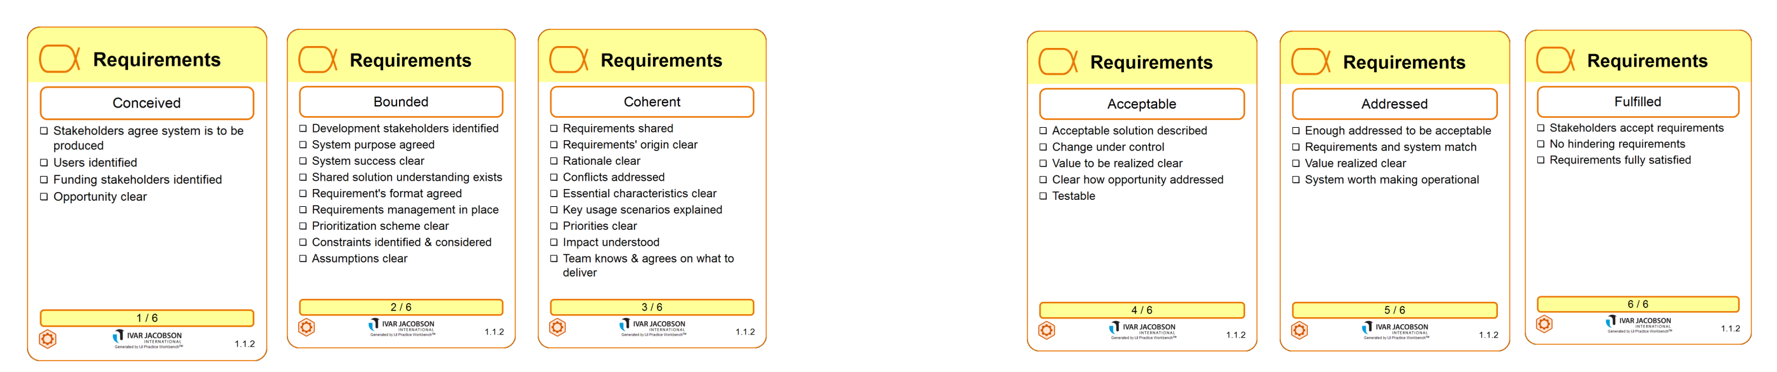 Requirements
Conceived
Stakeholders agree system is to be
produced
Users identified
Funding stakeholders identified
Opportunity clear
1 / 6
IVAR JACOBSON
INTERNATIONAL
Generated by IJI Practice Workbench™
1.1.2
Requirements
Bounded
Development stakeholders identified
System purpose agreed
System success clear
Shared solution understanding exists
Requirement's format agreed
Requirements management in place
Prioritization scheme clear
Constraints identified & considered
Assumptions clear
2 / 6
IVAR JACOBSON
INTERNATIONAL
Generated by IJI Practice Workbench™
1.1.2
Requirements
Coherent
Requirements shared
Requirements' origin clear
Rationale clear
Conflicts addressed
Essential characteristics clear
Key usage scenarios explained
Priorities clear
Impact understood
Team knows & agrees on what to
deliver
3 / 6
IVAR JACOBSON
INTERNATIONAL
Generated by IJI Practice Workbench™
1.1.2
Requirements
Acceptable
Acceptable solution described
Change under control
Value to be realized clear
Clear how opportunity addressed
Testable
4 / 6
IVAR JACOBSON
INTERNATIONAL
Generated by IJI Practice Workbench™
1.1.2
Requirements
Addressed
Enough addressed to be acceptable
Requirements and system match
Value realized clear
System worth making operational
5 / 6
IVAR JACOBSON
INTERNATIONAL
Generated by IJI Practice Workbench™
1.1.2
Requirements
Fulfilled
Stakeholders accept requirements
No hindering requirements
Requirements fully satisfied
6 / 6
IVAR JACOBSON
INTERNATIONAL
Generated by IJI Practice Workbench™
1.1.2